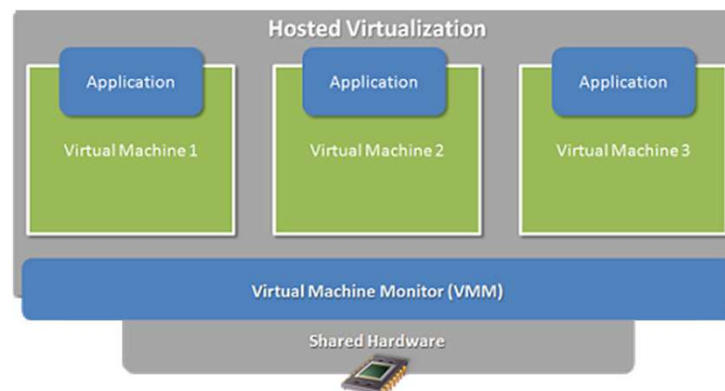 Hosted Virtualization
Application
Application
Application
Virtual Machine 1
Virtual Machine 2
Virtual Machine 3
Virtual Machine Monitor (VMM)
Shared Hardware